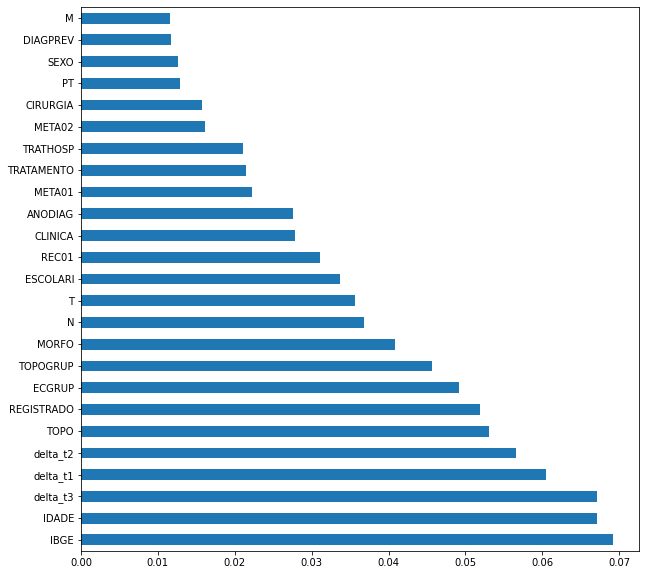 M
DIAGPREV
SEXO
PT
CIRURGIA
META02
TRATHOSP
TRATAMENTO
META01
ANODIAG
CLINICA
REC01
ESCOLARI
T
N
MORFO
TOPOGRUP
ECGRUP
REGISTRADO
TOPO
delta_t2
delta_t1
delta_t3
IDADE
IBGE
0.00 0.01 0.02 0.03 0.04 0.05 0.06 0.07